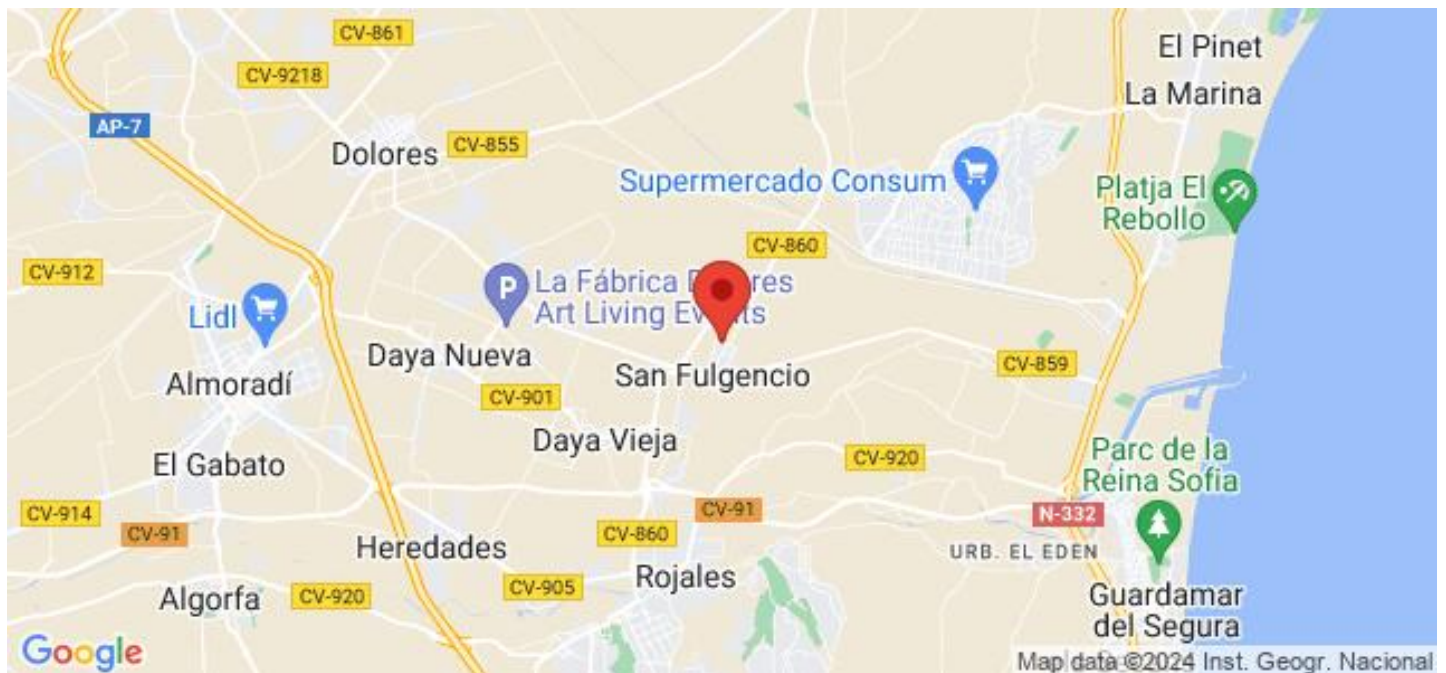 CV-861
El Pinet
CV-9218
La Marina
AP-7
Dolores
CV-855
Supermercado Consum
Platja El
Rebollo
CV-860
CV-912
P
La Fábrica
Art Living
Lidl
Daya Nueva
San Fulgencio
CV-859
Almoradí
CV-901
Daya Vieja
Parc de la
Reina Sofia
El Gabato
CV-920
CV-914
CV-91
CV-91
N-332
CV-860
Heredades
URB. EL EDEN
Rojales
CV-905
Algorfa
CV-920
Guardamar
del Segura
Google
Map data ©2024 Inst. Geogr. Nacional